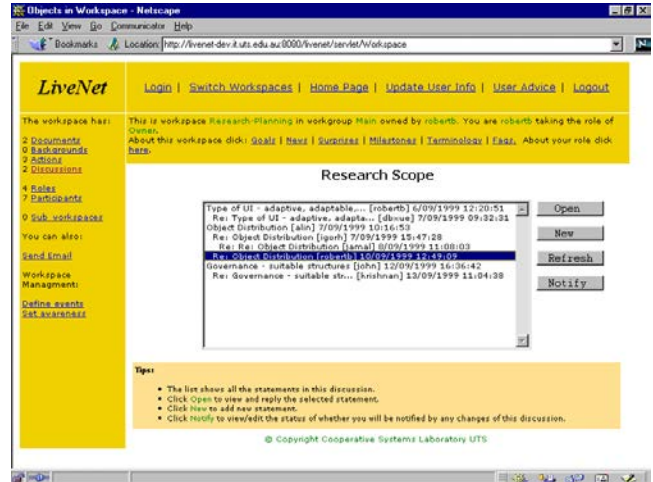 Objects in Workspace - Netscape
File Edit View Go Communicator Help
Bookmarks Location: http://livenet-dev.it.uts.edu.au:8080/livenet/servlet/Workspace
LiveNet
Login | Switch Workspaces | Home Page | Update User Info | User Advice | Logout
The workspace has:
2 Documents
0 Backgrounds
2 Discussions
4 Roles
7 Participants
0 Sub workspaces
You can also:
Send Email
Workspace
Managment:
Define events
Set awareness
This is workspace Research-Planning in workgroup Main owned by robertb. You are robertb taking the role of
Owner.
About this workspace click: Goals | News | Surprises | Milestones | Terminology | Faqs. About your role click
here.
Research Scope
Type of UI - adaptive, adaptable,... [robertb] 6/09/1999 12:20:51
Re: Type of UI - adaptive, adapta... [dbxue] 7/09/1999 09:32:31
Object Distribution [alin] 7/09/1999 10:16:53
Re: Object Distribution [igorh] 7/09/1999 15:47:28
Re: Re: Object Distribution [jamal] 8/09/1999 11:08:03
Re: Object Distribution [robertb] 10/09/1999 12:49:09
Governance - suitable structures [john] 12/09/1999 16:36:42
Re: Governance - suitable str... [krishnan] 13/09/1999 11:04:38
Open
New
Refresh
Notify
Tips:
The list shows all the statements in this discussion.
Click Open to view and reply the selected statement.
Click New to add new statement.
Click Notify to view/edit the status of whether you will be notified by any changes of this discussion.
© Copyright Cooperative Systems Laboratory UTS